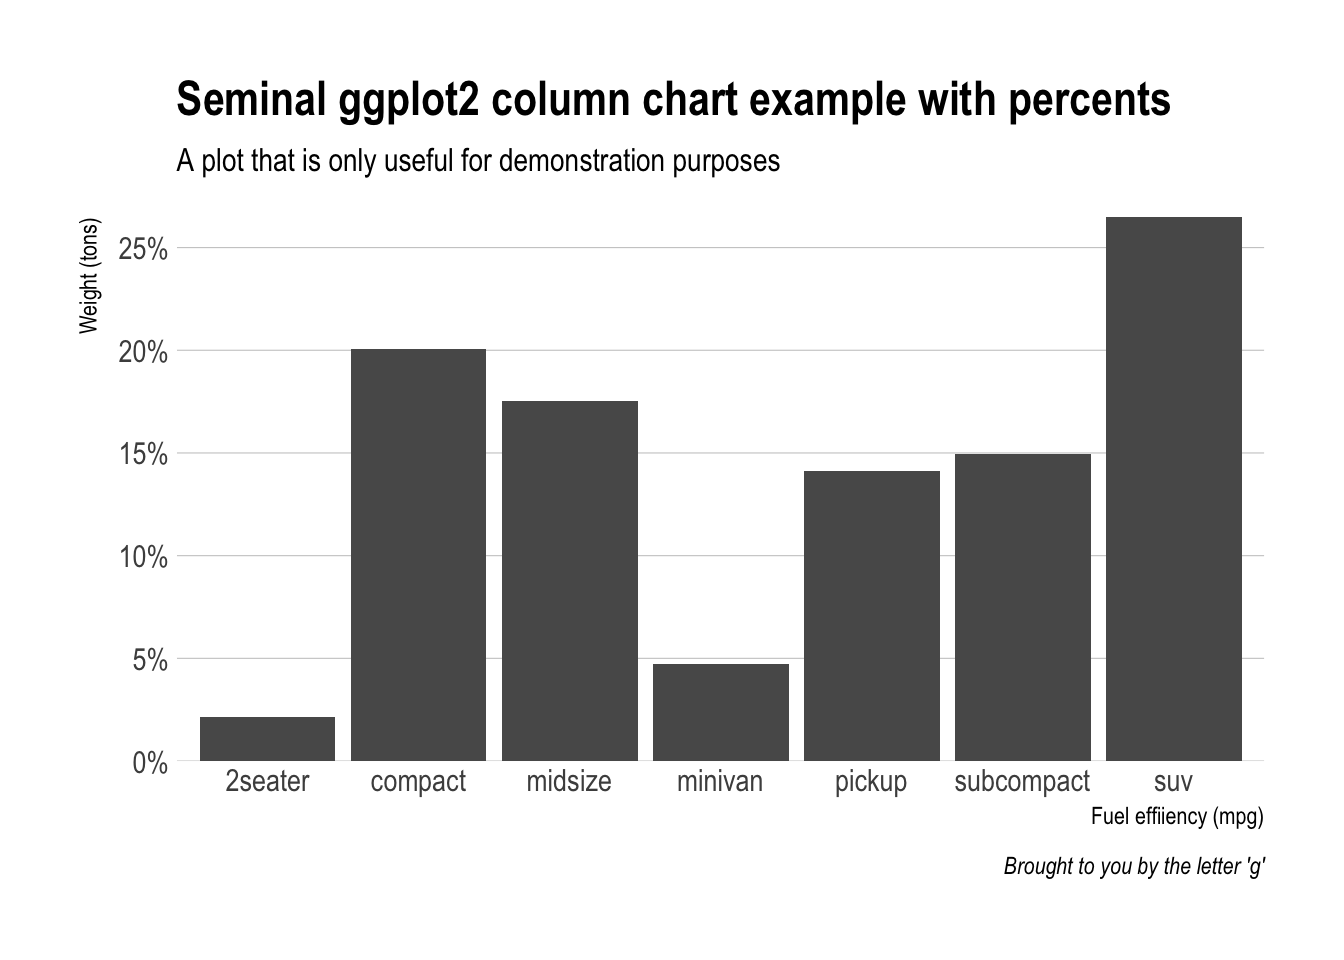 Seminal ggplot2 column chart example with percents
A plot that is only useful for demonstration purposes
Weight (tons)
25%
20%
15%
10%
5%
0%
2seater compact midsize minivan pickup subcompact suv
Fuel effiiency (mpg)
Brought to you by the letter 'g'